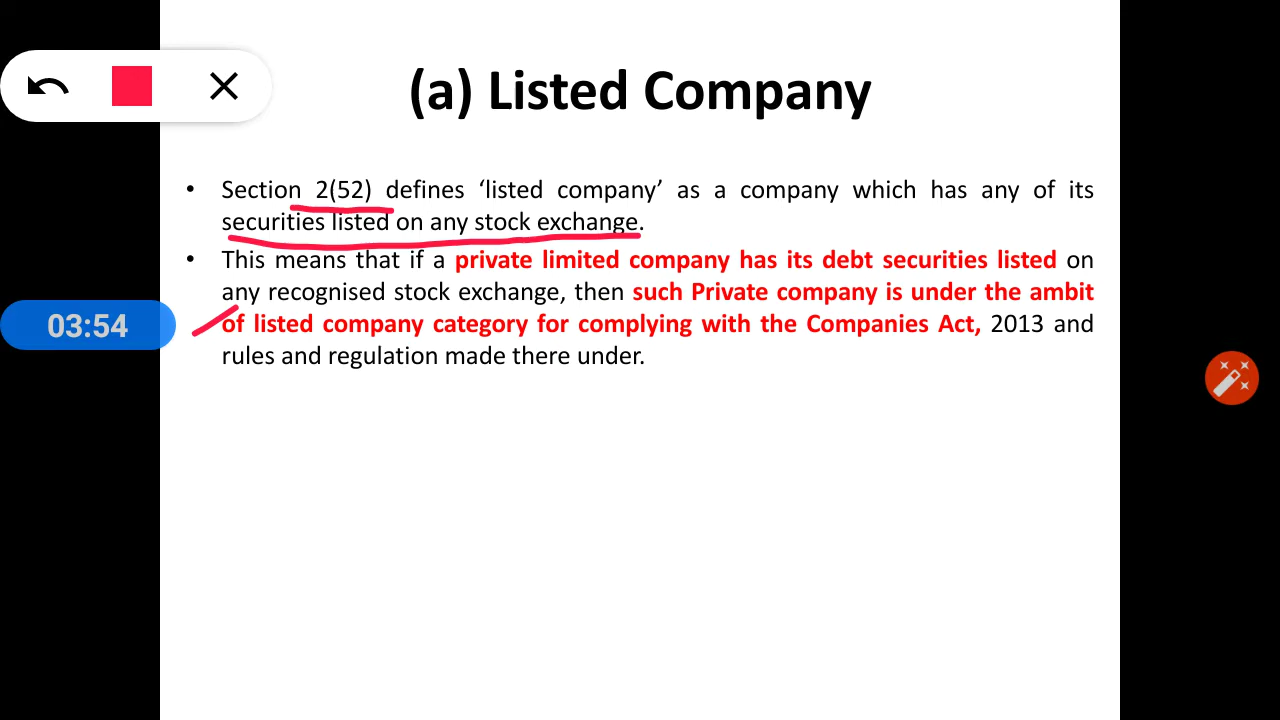 (a) Listed Company
• Section 2(52) defines ‘listed company’ as a company which has any of its
securities listed on any stock exchange.
• This means that if a private limited company has its debt securities listed on
any recognised stock exchange, then such Private company is under the ambit
of listed company category for complying with the Companies Act, 2013 and
rules and regulation made there under.
03:54